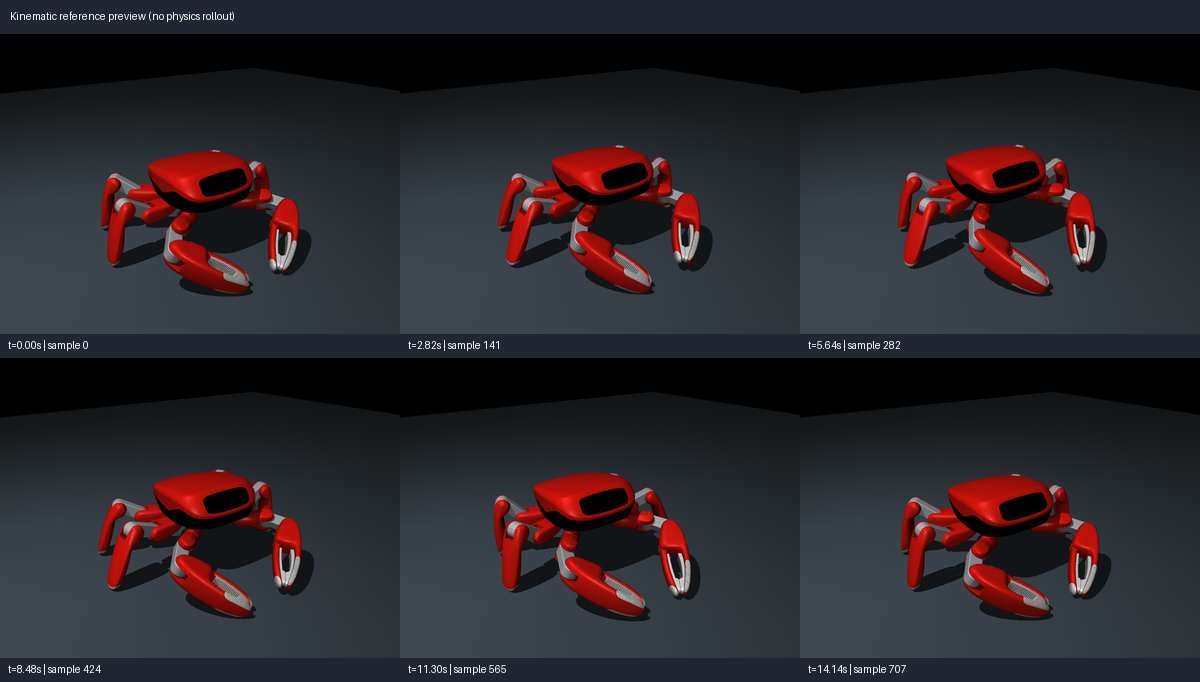 Kinematic reference preview (no physics rollout)
t=0.00s | sample 0
t=2.82s | sample 141
t=5.64s | sample 282
t=8.48s | sample 424
t=11.30s | sample 565
t=14.14s | sample 707